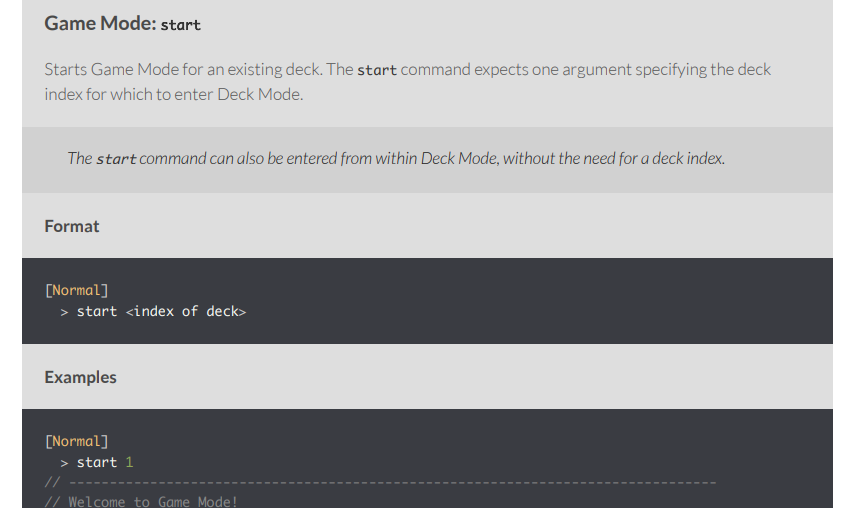 Game Mode: start
Starts Game Mode for an existing deck. The start command expects one argument specifying the deck
index for which to enter Deck Mode.
The start command can also be entered from within Deck Mode, without the need for a deck index.
Format
[Normal]
> start <index of deck>
Examples
[Normal]
> start 1
// --------------------------------------------------------------------------------
// Welcome to Game Mode!